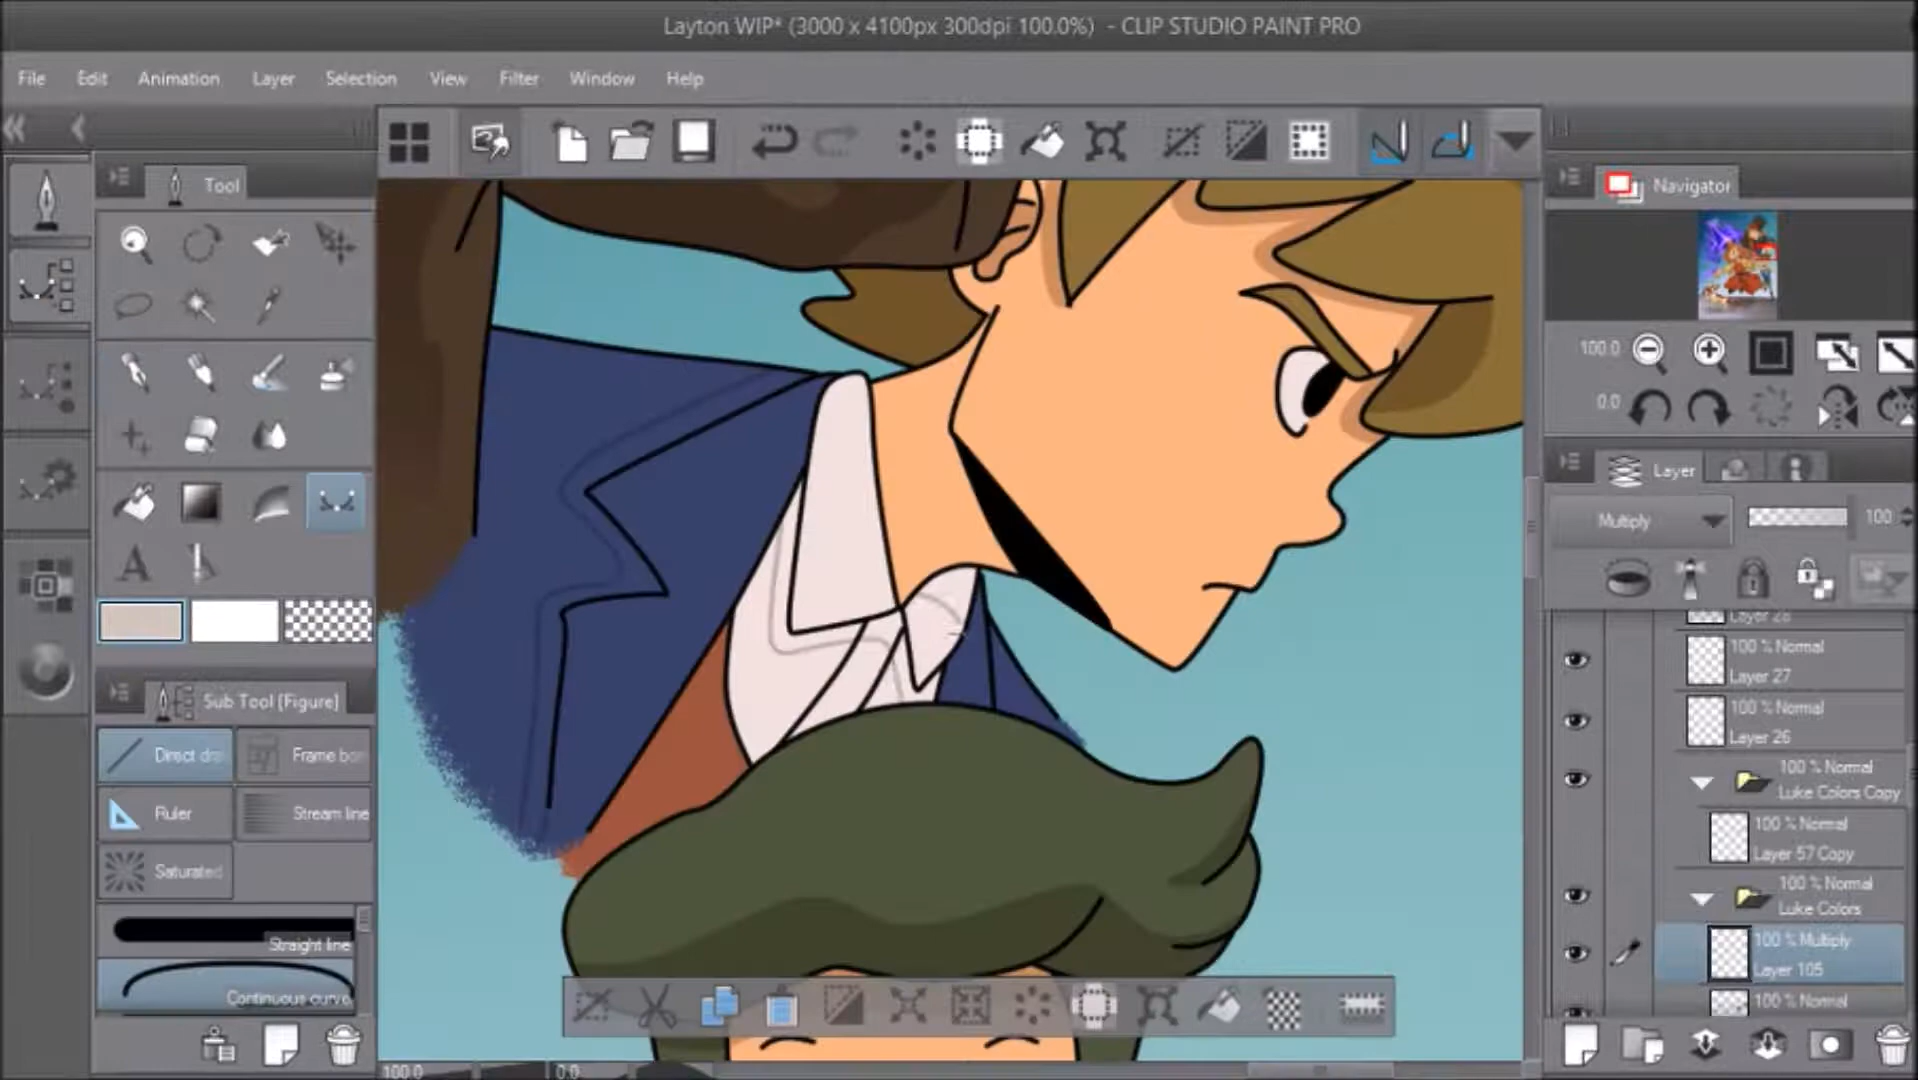 Layton WIP* (3000 x 4100px 300dpi 100.0%) - CLIP STUDIO PAINT PRO
File Edit Animation Layer Selection View Filter Window Help
Tool
Sub Tool [Figure]
Direct dra
Frame bor
Ruler
Stream line
Saturated
Straight line
Continuous curve
100.0 0.0
Navigator
100.0
0.0
Layer
Multiply 100
Layer 28
100 % Normal
Layer 27
100 % Normal
Layer 26
100 % Normal
Luke Colors Copy
100 % Normal
Layer 57 Copy
100 % Normal
Luke Colors
100 % Multiply
Layer 105
100 % Normal